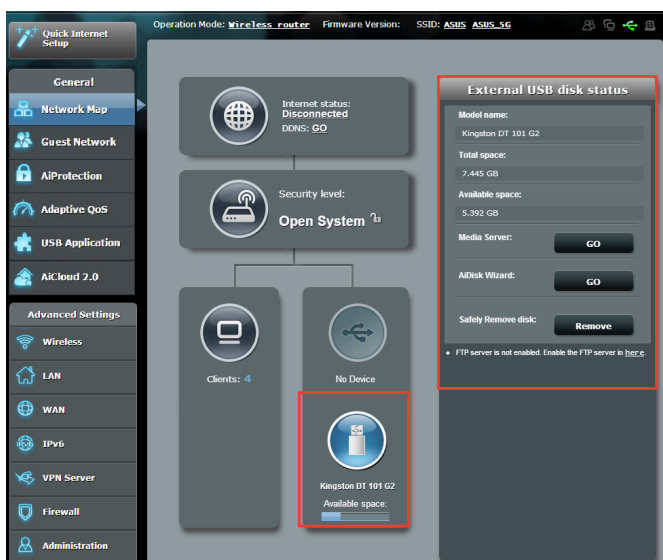 Quick Internet
Setup
Operation Mode: Wireless router Firmware Version: SSID: ASUS ASUS_5G
General
Network Map
Guest Network
AiProtection
Adaptive QoS
USB Application
AiCloud 2.0
Advanced Settings
Wireless
LAN
WAN
IPv6
VPN Server
Firewall
Administration
Internet status:
Disconnected
DDNS: GO
Security level:
Open System
Clients: 4
No Device
Kingston DT 101 G2
Available space:
External USB disk status
Model name:
Kingston DT 101 G2
Total space:
7.445 GB
Available space:
5.392 GB
Media Server: GO
AiDisk Wizard: GO
Safely Remove disk: Remove
• FTP server is not enabled. Enable the FTP server in here.